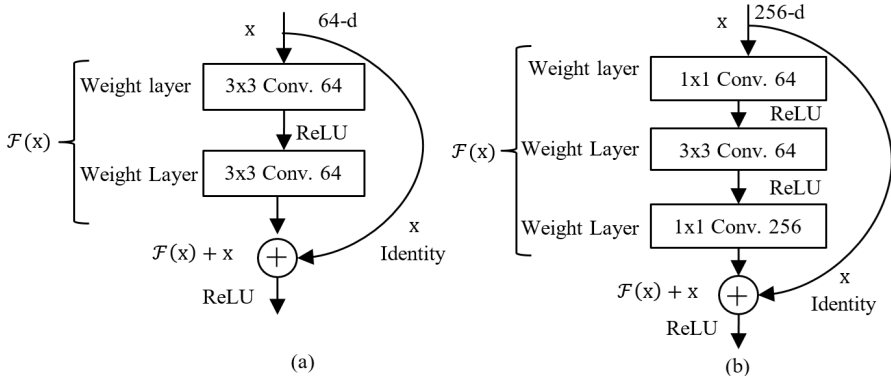 x
64-d
Weight layer
3x3 Conv. 64
ReLU
ℱ(x)
Weight Layer
3x3 Conv. 64
x
Identity
ℱ(x) + x
ReLU
(a)
x
256-d
Weight layer
1x1 Conv. 64
ReLU
ℱ(x)
Weight Layer
3x3 Conv. 64
ReLU
Weight Layer
1x1 Conv. 256
x
Identity
ℱ(x) + x
ReLU
(b)